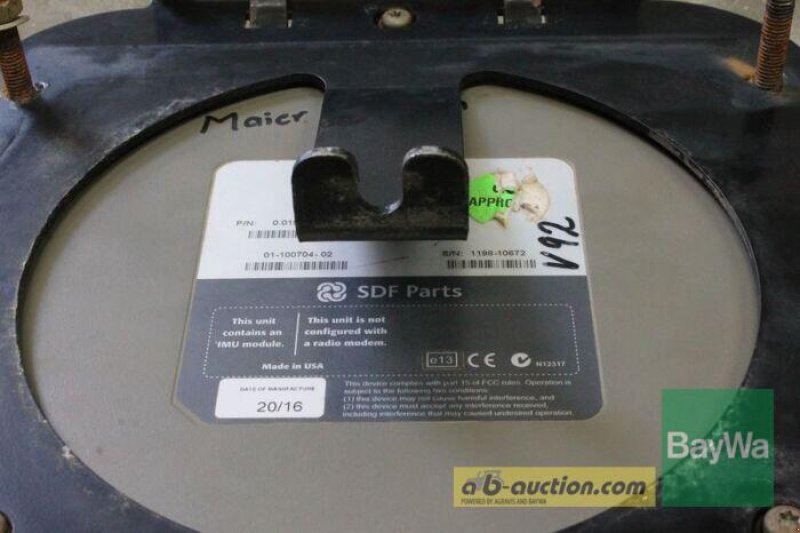 Maier
APPRO
P/N:
01-100704-02
S/N: 1198-10672
V92
SDF Parts
This unit contains an IMU module.
This unit is not configured with a radio modem.
Made in USA
e13 CE N12517
DATE OF MANUFACTURE
20/16
This device complies with part 15 of FCC rules. Operation is
subject to the following two conditions:
(1) this device may not cause harmful interference, and
(2) this device must accept any interference received,
including interference that may caused undesired operation.
BayWa
ab-auction.com
POWERED BY AGRAVIS AND BAYWA